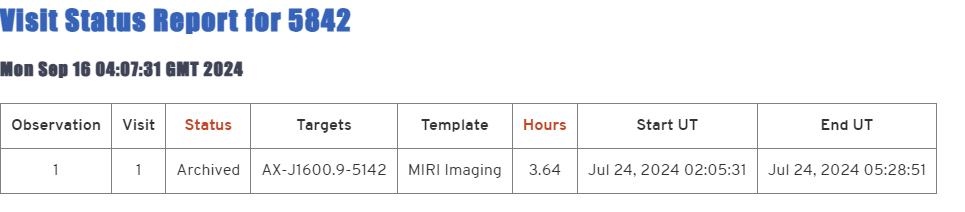 Visit Status Report for 5842
Mon Sep 16 04:07:31 GMT 2024
Observation Visit Status Targets Template Hours Start UT End UT
1 1 Archived AX-J1600.9-5142 MIRI Imaging 3.64 Jul 24, 2024 02:05:31 Jul 24, 2024 05:28:51